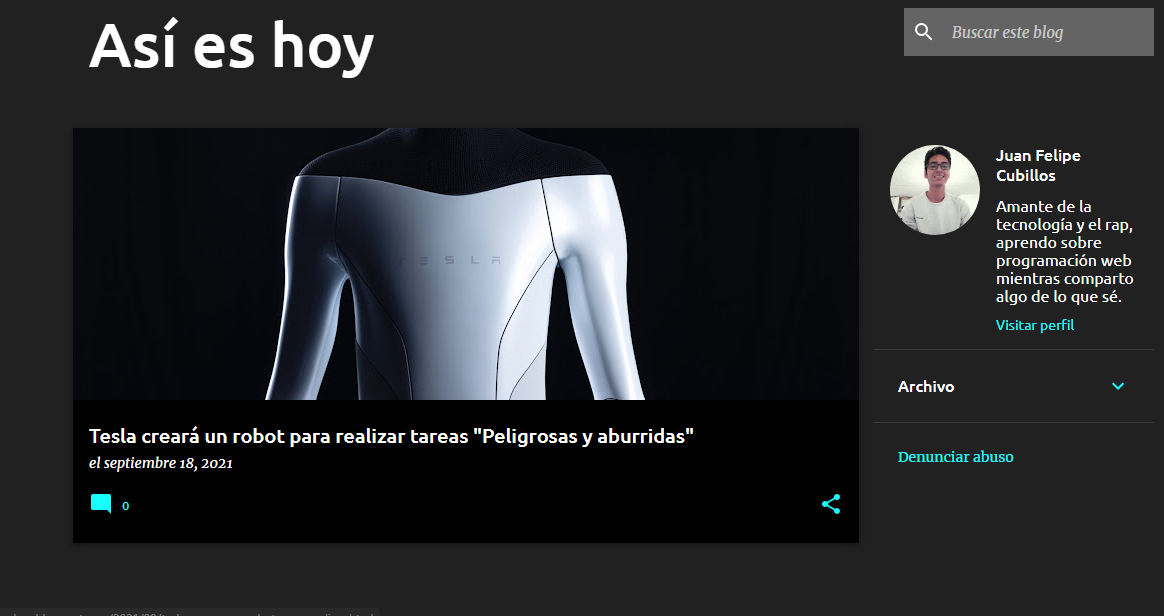 Así es hoy
Buscar este blog
TESLA
Tesla creará un robot para realizar tareas "Peligrosas y aburridas"
el septiembre 18, 2021
0
Juan Felipe
Cubillos
Amante de la
tecnología y el rap,
aprendo sobre
programación web
mientras comparto
algo de lo que sé.
Visitar perfil
Archivo
Denunciar abuso